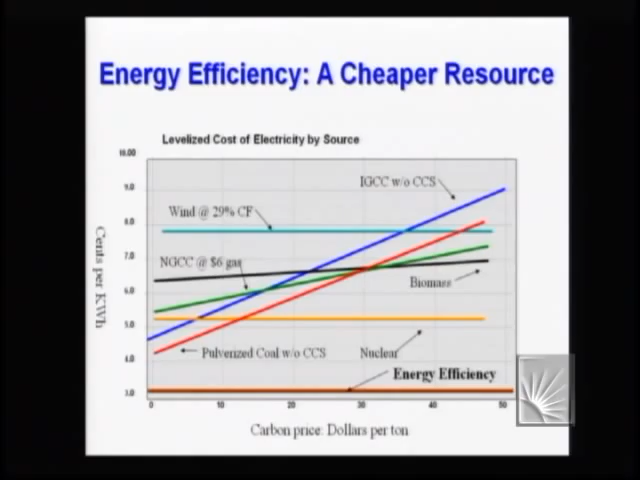 Energy Efficiency: A Cheaper Resource
Levelized Cost of Electricity by Source
10.00
9.0
8.0
7.0
6.0
5.0
4.0
3.0
Cents per KWh
IGCC w/o CCS
Wind @ 29% CF
NGCC @ $6 gas
Biomass
Pulverized Coal w/o CCS
Nuclear
Energy Efficiency
0 10 20 30 40 50
Carbon price: Dollars per ton